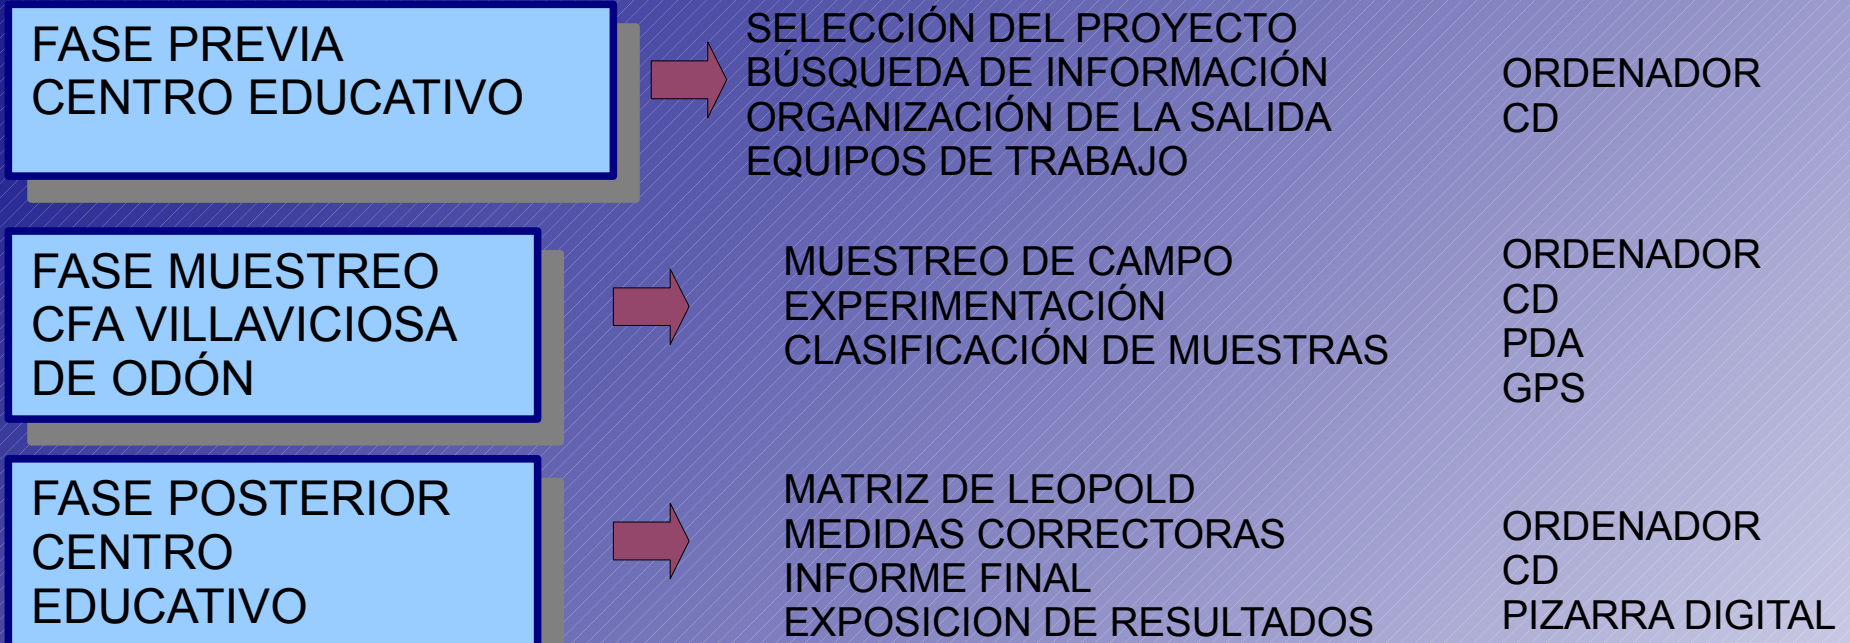 FASE PREVIA
CENTRO EDUCATIVO
SELECCIÓN DEL PROYECTO
BÚSQUEDA DE INFORMACIÓN
ORGANIZACIÓN DE LA SALIDA
EQUIPOS DE TRABAJO
ORDENADOR
CD
FASE MUESTREO
CFA VILLAVICIOSA
DE ODÓN
MUESTREO DE CAMPO
EXPERIMENTACIÓN
CLASIFICACIÓN DE MUESTRAS
ORDENADOR
CD
PDA
GPS
FASE POSTERIOR
CENTRO
EDUCATIVO
MATRIZ DE LEOPOLD
MEDIDAS CORRECTORAS
INFORME FINAL
EXPOSICION DE RESULTADOS
ORDENADOR
CD
PIZARRA DIGITAL